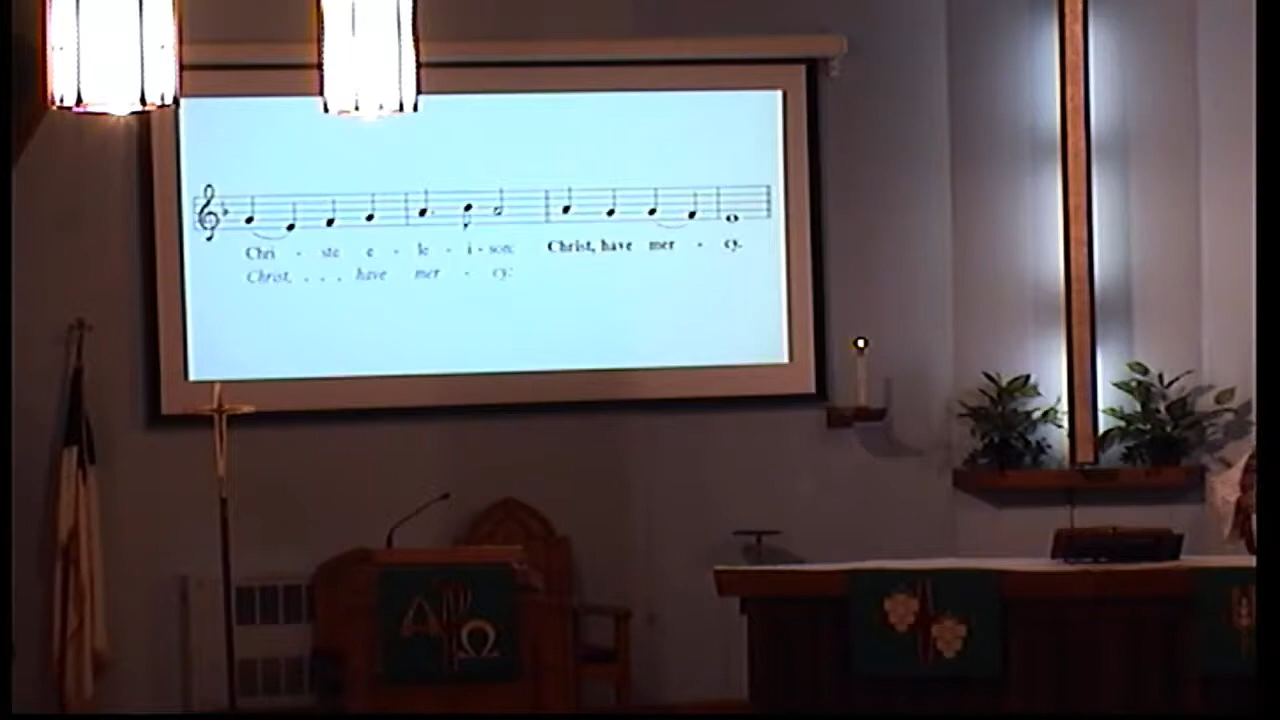 Chri - ste e - le - i - son: Christ, have mer - cy.
Christ, . . . have mer - cy:
Α Ω